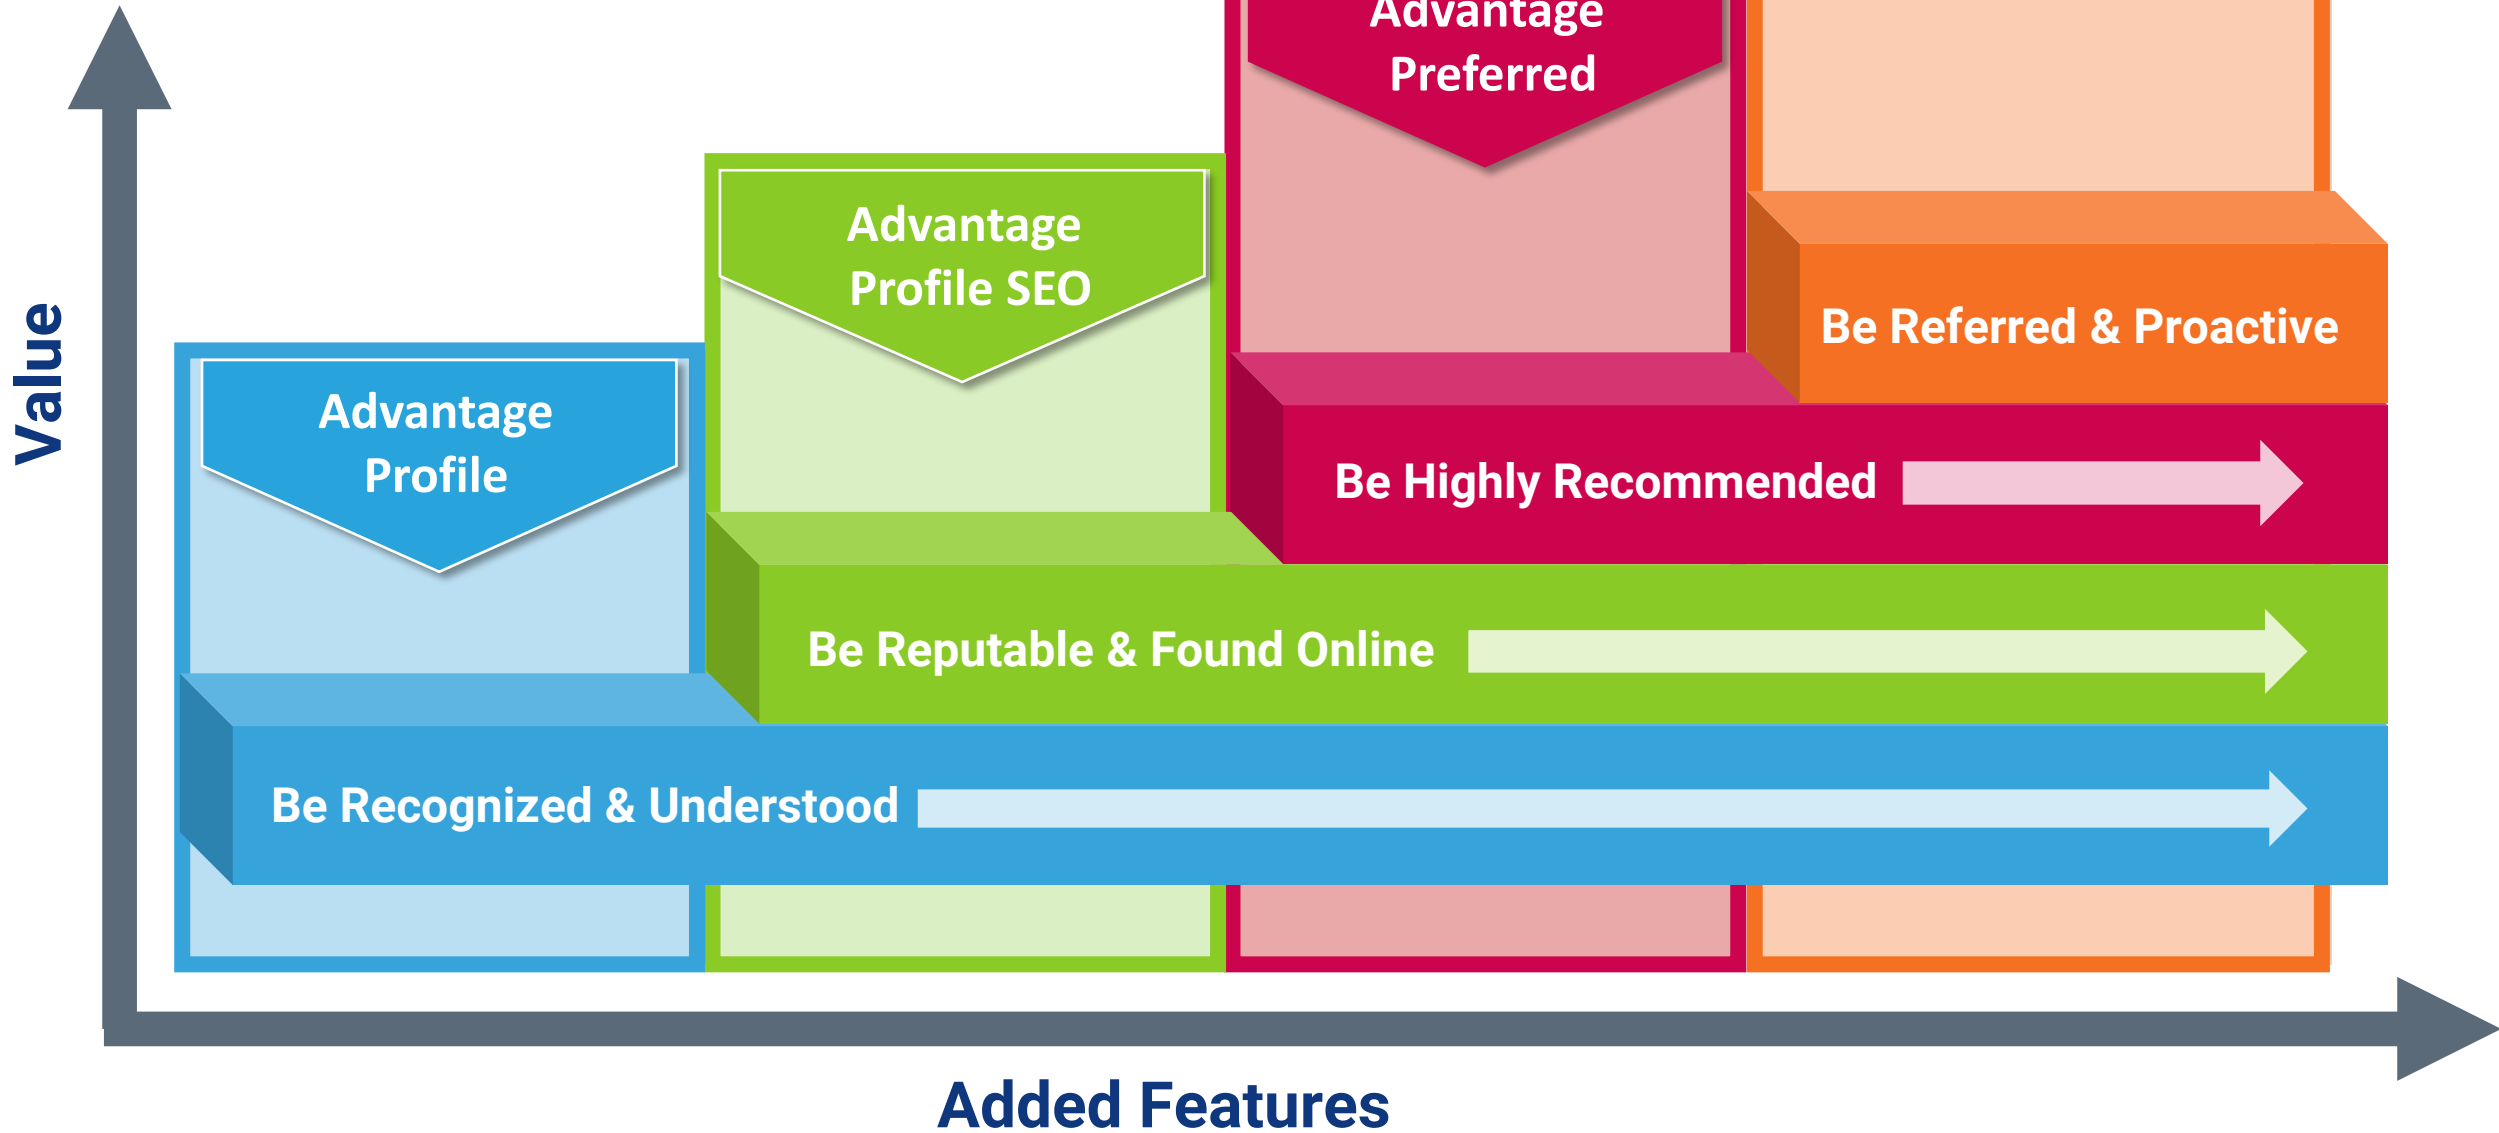 Advantage
Preferred
Advantage
Profile SEO
Advantage
Profile
Be Referred & Proactive
Be Highly Recommended
Be Reputable & Found Online
Be Recognized & Understood
Value
Added Features